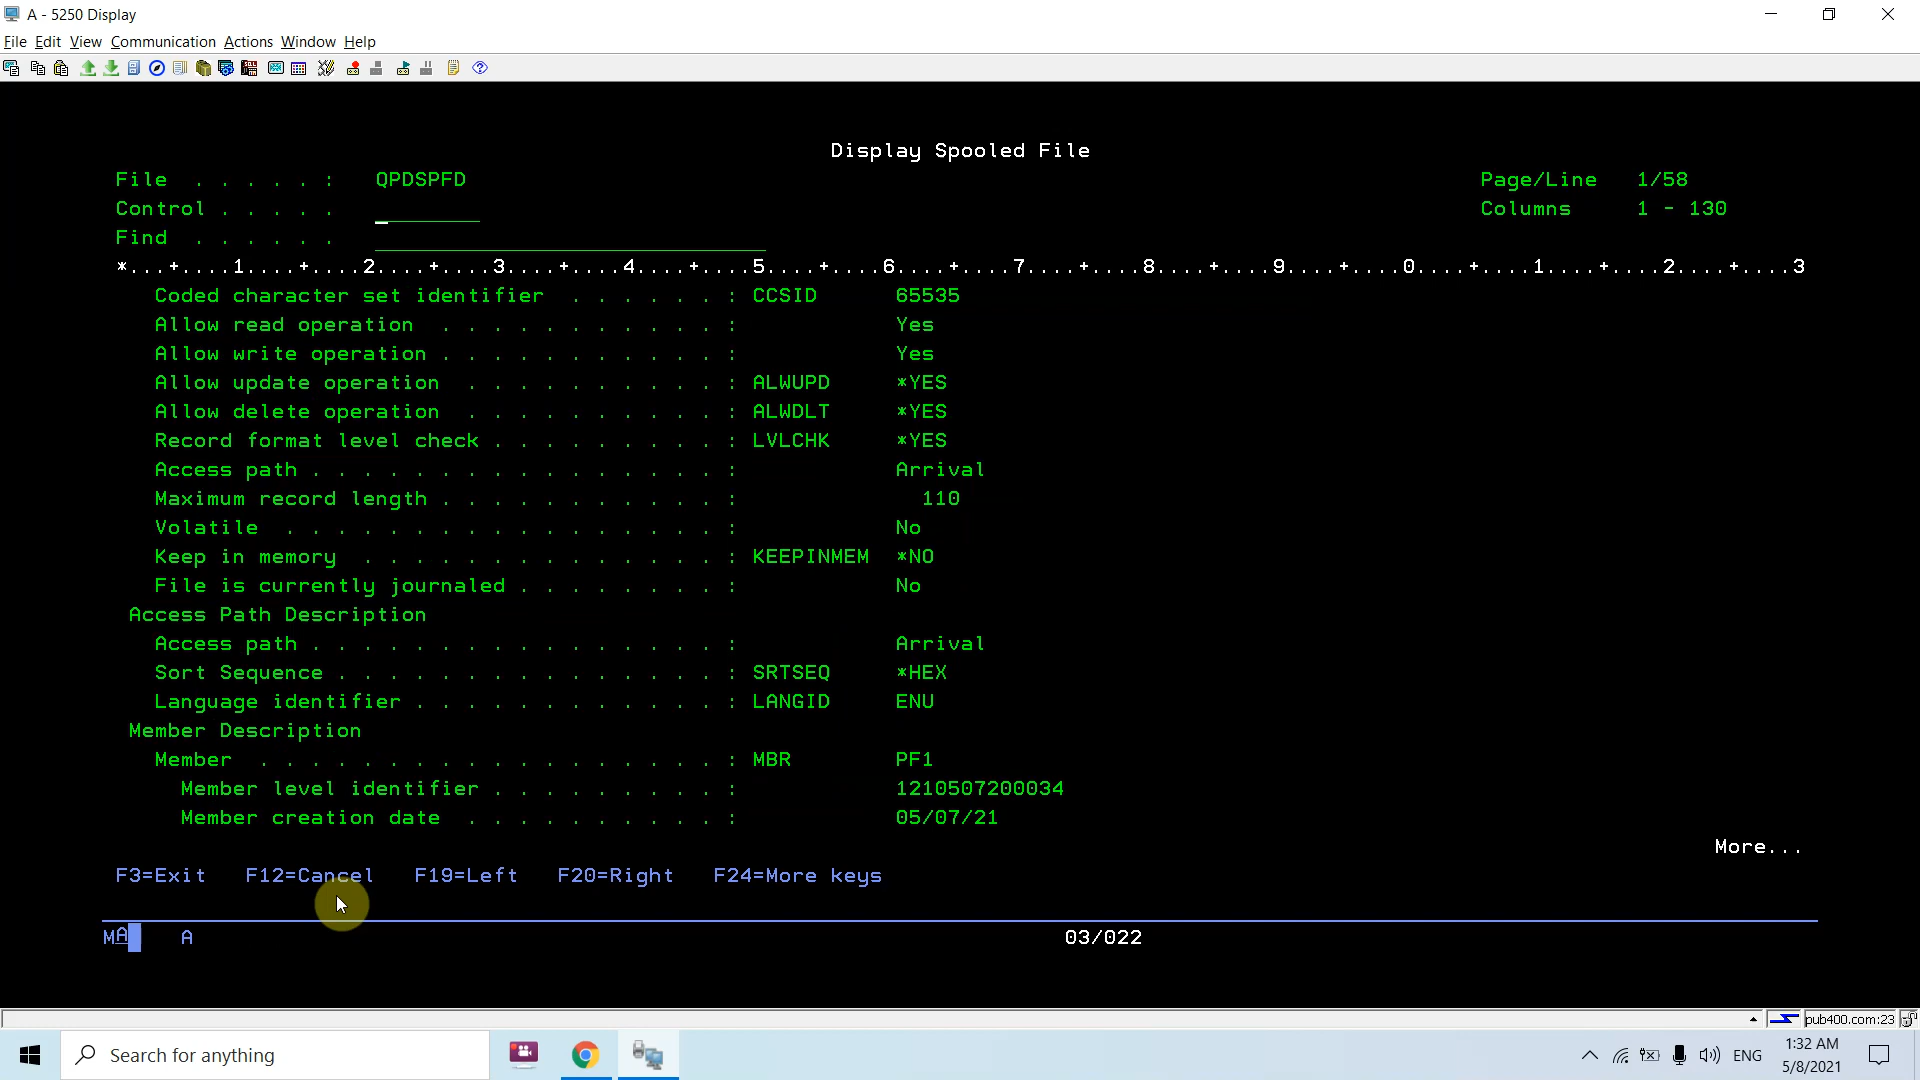 A - 5250 Display
File Edit View Communication Actions Window Help
Display Spooled File
File . . . . . : QPDSPFD Page/Line 1/58
Control . . . . . Columns 1 - 130
Find . . . . . .
*...+....1....+....2....+....3....+....4....+....5....+....6....+....7....+....8....+....9....+....0....+....1....+....2....+....3
Coded character set identifier . . . . . . : CCSID 65535
Allow read operation . . . . . . . . . . . : Yes
Allow write operation . . . . . . . . . . . : Yes
Allow update operation . . . . . . . . . . : ALWUPD *YES
Allow delete operation . . . . . . . . . . : ALWDLT *YES
Record format level check . . . . . . . . . : LVLCHK *YES
Access path . . . . . . . . . . . . . . . . : Arrival
Maximum record length . . . . . . . . . . . : 110
Volatile . . . . . . . . . . . . . . . . . : No
Keep in memory . . . . . . . . . . . . . . : KEEPINMEM *NO
File is currently journaled . . . . . . . . : No
Access Path Description
Access path . . . . . . . . . . . . . . . . : Arrival
Sort Sequence . . . . . . . . . . . . . . . : SRTSEQ *HEX
Language identifier . . . . . . . . . . . . : LANGID ENU
Member Description
Member . . . . . . . . . . . . . . . . . . : MBR PF1
Member level identifier . . . . . . . . . : 1210507200034
Member creation date . . . . . . . . . . : 05/07/21
More...
F3=Exit F12=Cancel F19=Left F20=Right F24=More keys
MA A 03/022
pub400.com:23
Search for anything
ENG
1:32 AM
5/8/2021